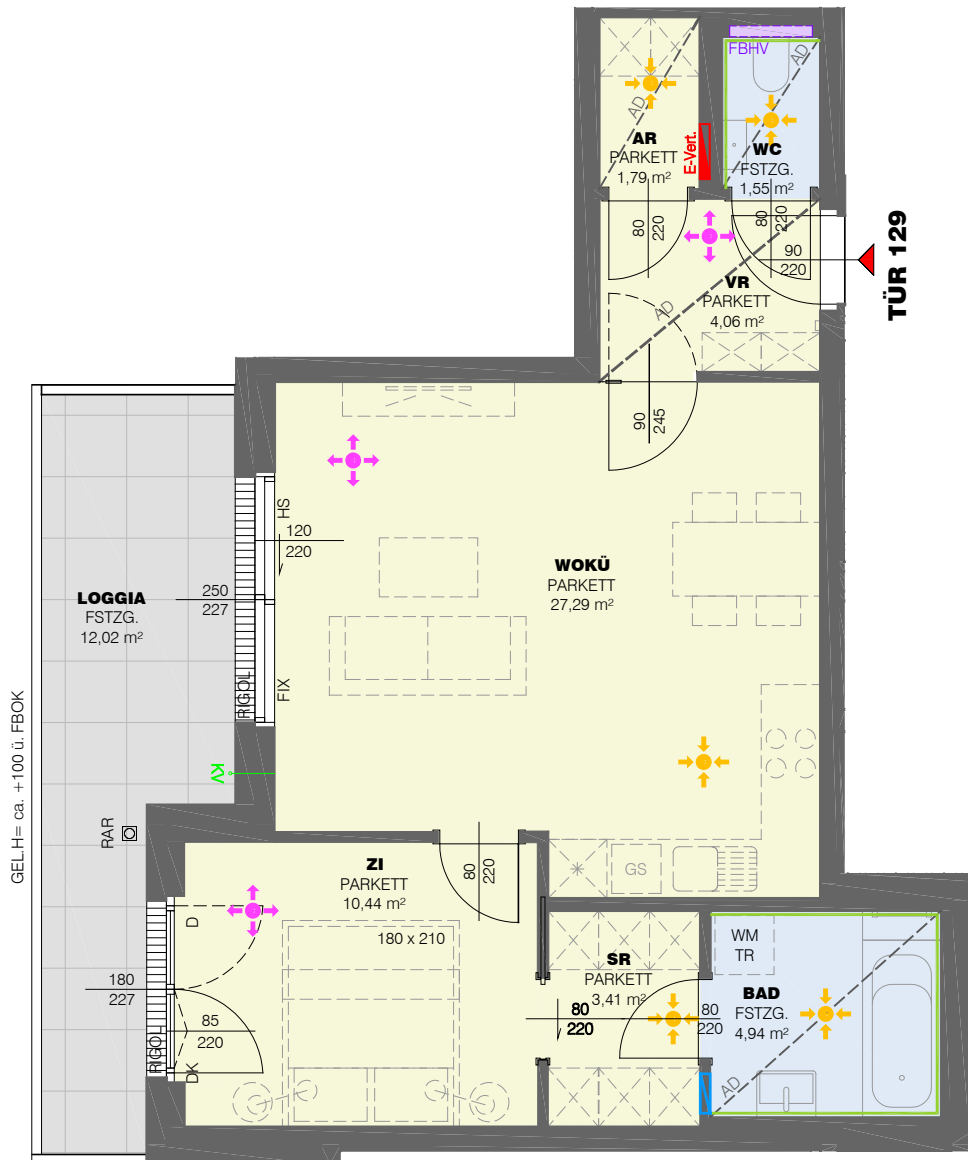 FBHV
AD
AD
AR
PARKETT
1,79 m²
E-Vert.
WC
FSTZG.
1,55 m²
80
220
80
220
90
220
TÜR 129
VR
PARKETT
4,06 m²
AD
90
245
HS
120
220
WOKÜ
PARKETT
27,29 m²
LOGGIA
FSTZG.
12,02 m²
250
227
RIGOL
FIX
KV
GEL.H= ca. +100 ü. FBOK
RAR
ZI
PARKETT
10,44 m²
80
220
GS
D
180 x 210
WM
TR
SR
PARKETT
3,41 m²
BAD
FSTZG.
4,94 m²
180
227
85
220
80
220
80
220
RIGOL
DK
AD